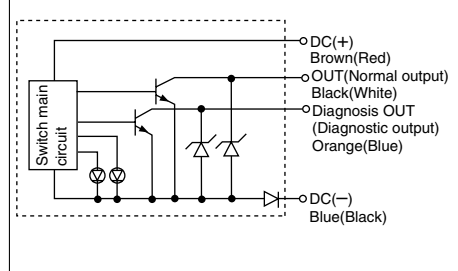 DC(+)
Brown(Red)
OUT(Normal output)
Black(White)
Diagnosis OUT
(Diagnostic output)
Orange(Blue)
Switch main
circuit
DC(—)
Blue(Black)